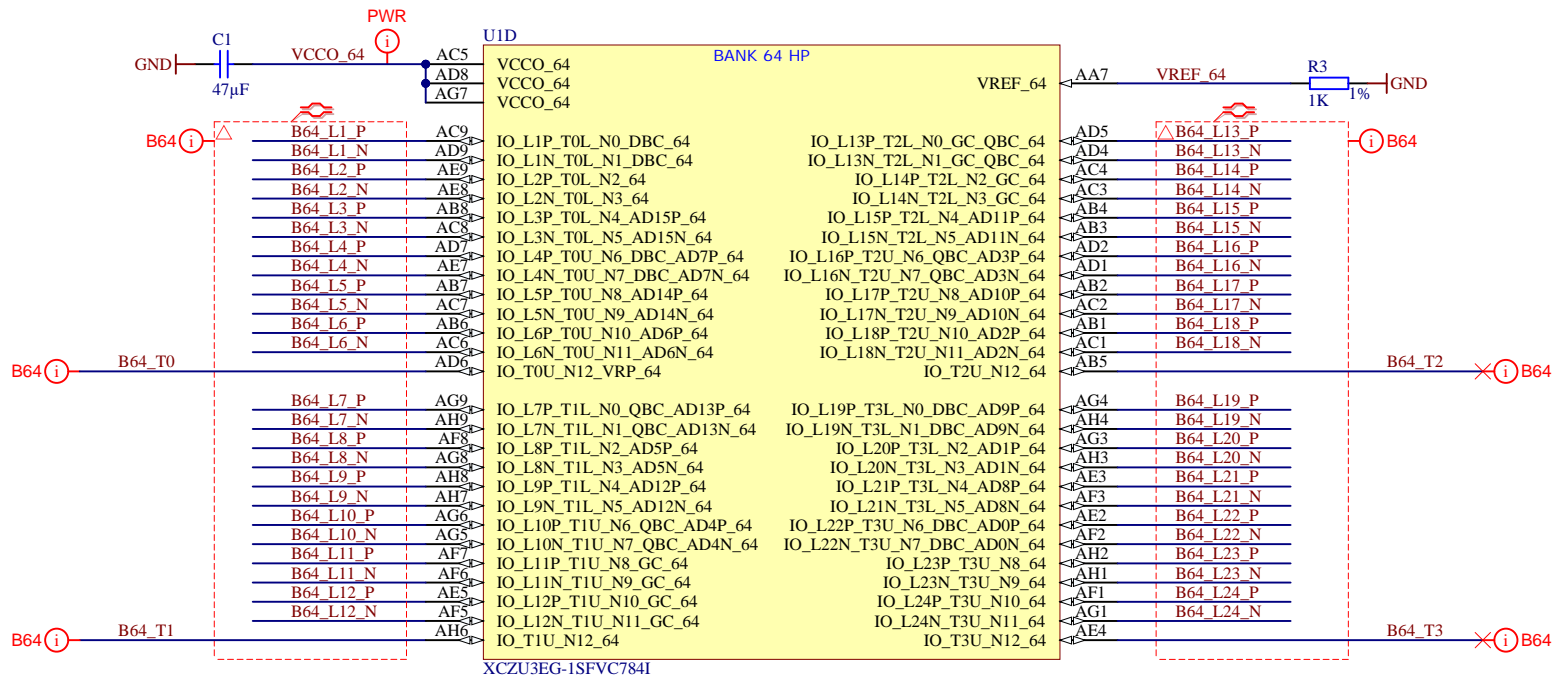 PWR
C1
U1D
GND
VCCO_64
AC5
VCCO_64
BANK 64 HP
AD8
VCCO_64
VREF_64
AA7
VREF_64
R3
GND
47µF
AG7
VCCO_64
1K
1%
B64
i
B64_L1_P AC9 IO_L1P_T0L_N0_DBC_64 IO_L13P_T2L_N0_GC_QBC_64 AD5 B64_L13_P
i
B64
B64_L1_N AD9 IO_L1N_T0L_N1_DBC_64 IO_L13N_T2L_N1_GC_QBC_64 AD4 B64_L13_N
B64_L2_P AE9 IO_L2P_T0L_N2_64 IO_L14P_T2L_N2_GC_64 AC4 B64_L14_P
B64_L2_N AE8 IO_L2N_T0L_N3_64 IO_L14N_T2L_N3_GC_64 AC3 B64_L14_N
B64_L3_P AB8 IO_L3P_T0L_N4_AD15P_64 IO_L15P_T2L_N4_AD11P_64 AB4 B64_L15_P
B64_L3_N AC8 IO_L3N_T0L_N5_AD15N_64 IO_L15N_T2L_N5_AD11N_64 AB3 B64_L15_N
B64_L4_P AD7 IO_L4P_T0U_N6_DBC_AD7P_64 IO_L16P_T2U_N6_QBC_AD3P_64 AD2 B64_L16_P
B64_L4_N AE7 IO_L4N_T0U_N7_DBC_AD7N_64 IO_L16N_T2U_N7_QBC_AD3N_64 AD1 B64_L16_N
B64_L5_P AB7 IO_L5P_T0U_N8_AD14P_64 IO_L17P_T2U_N8_AD10P_64 AB2 B64_L17_P
B64_L5_N AC7 IO_L5N_T0U_N9_AD14N_64 IO_L17N_T2U_N9_AD10N_64 AC2 B64_L17_N
B64_L6_P AB6 IO_L6P_T0U_N10_AD6P_64 IO_L18P_T2U_N10_AD2P_64 AB1 B64_L18_P
B64_L6_N AC6 IO_L6N_T0U_N11_AD6N_64 IO_L18N_T2U_N11_AD2N_64 AC1 B64_L18_N
B64 i B64_T0 AD6 IO_T0U_N12_VRP_64 IO_T2U_N12_64 AB5 B64_T2 i B64
B64_L7_P AG9 IO_L7P_T1L_N0_QBC_AD13P_64 IO_L19P_T3L_N0_DBC_AD9P_64 AG4 B64_L19_P
B64_L7_N AH9 IO_L7N_T1L_N1_QBC_AD13N_64 IO_L19N_T3L_N1_DBC_AD9N_64 AH4 B64_L19_N
B64_L8_P AF8 IO_L8P_T1L_N2_AD5P_64 IO_L20P_T3L_N2_AD1P_64 AG3 B64_L20_P
B64_L8_N AG8 IO_L8N_T1L_N3_AD5N_64 IO_L20N_T3L_N3_AD1N_64 AH3 B64_L20_N
B64_L9_P AH8 IO_L9P_T1L_N4_AD12P_64 IO_L21P_T3L_N4_AD8P_64 AE3 B64_L21_P
B64_L9_N AH7 IO_L9N_T1L_N5_AD12N_64 IO_L21N_T3L_N5_AD8N_64 AF3 B64_L21_N
B64_L10_P AG6 IO_L10P_T1U_N6_QBC_AD4P_64 IO_L22P_T3U_N6_DBC_AD0P_64 AE2 B64_L22_P
B64_L10_N AG5 IO_L10N_T1U_N7_QBC_AD4N_64 IO_L22N_T3U_N7_DBC_AD0N_64 AF2 B64_L22_N
B64_L11_P AF7 IO_L11P_T1U_N8_GC_64 IO_L23P_T3U_N8_64 AH2 B64_L23_P
B64_L11_N AF6 IO_L11N_T1U_N9_GC_64 IO_L23N_T3U_N9_64 AH1 B64_L23_N
B64_L12_P AE5 IO_L12P_T1U_N10_GC_64 IO_L24P_T3U_N10_64 AF1 B64_L24_P
B64_L12_N AF5 IO_L12N_T1U_N11_GC_64 IO_L24N_T3U_N11_64 AG1 B64_L24_N
B64 i B64_T1 AH6 IO_T1U_N12_64 IO_T3U_N12_64 AE4 B64_T3 i B64
XCZU3EG-1SFVC784I